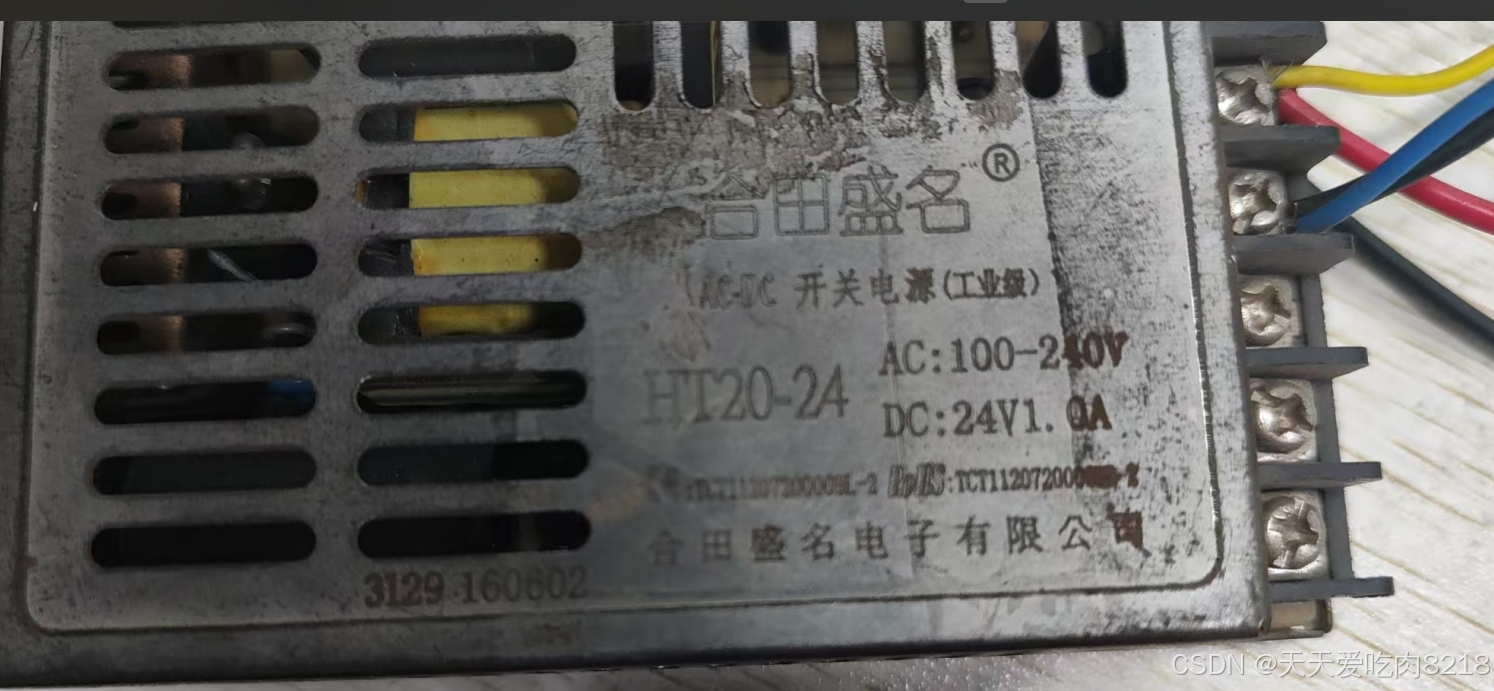 合田盛名®
AC-DC 开关电源(工业级)
HT20-24
AC:100-240V
DC:24V1.0A
RoHS:TCT11207200
合田盛名电子有限公司
3129 160602
CSDN @天天爱吃肉8218